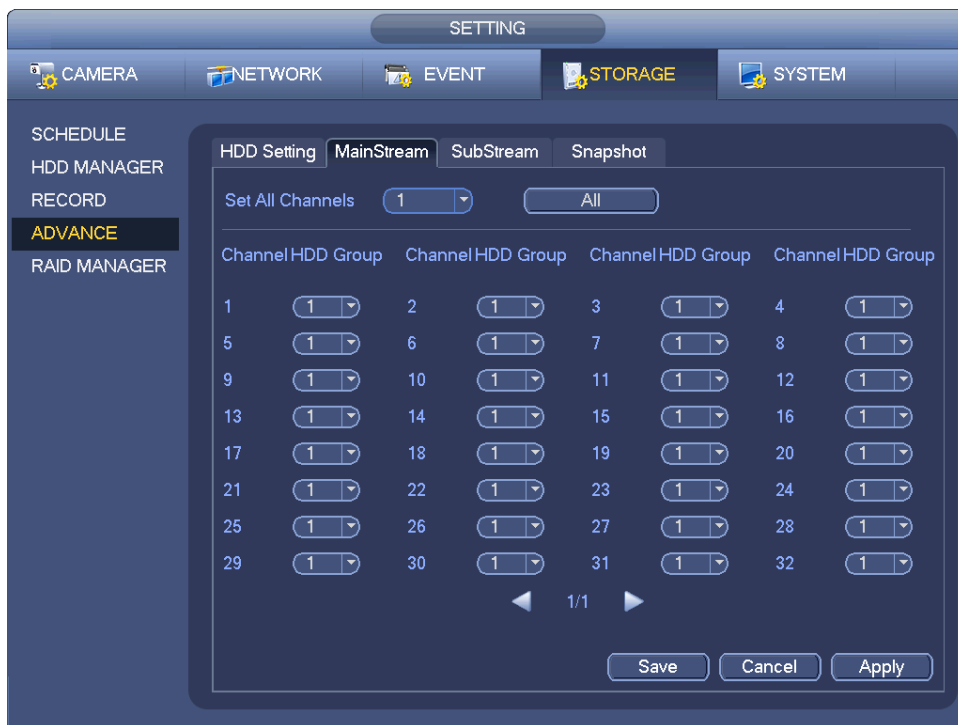 SETTING
CAMERA NETWORK EVENT STORAGE SYSTEM
SCHEDULE
HDD MANAGER
RECORD
ADVANCE
RAID MANAGER
HDD Setting MainStream SubStream Snapshot
Set All Channels 1 All
Channel HDD Group Channel HDD Group Channel HDD Group Channel HDD Group
1 1 2 1 3 1 4 1
5 1 6 1 7 1 8 1
9 1 10 1 11 1 12 1
13 1 14 1 15 1 16 1
17 1 18 1 19 1 20 1
21 1 22 1 23 1 24 1
25 1 26 1 27 1 28 1
29 1 30 1 31 1 32 1
1/1
Save Cancel Apply